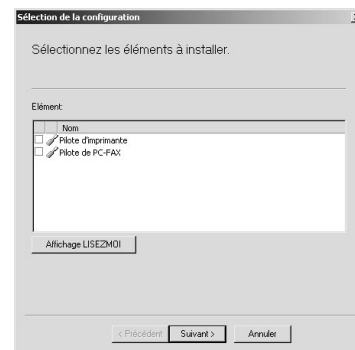 Sélection de la configuration
Sélectionnez les éléments à installer.
Elément:
Nom
Pilote d'imprimante
Pilote de PC-FAX
Affichage LISEZMOI
< Précédent
Suivant >
Annuler